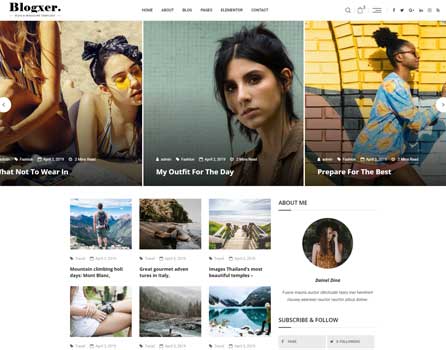 Blogxer.
HOME ABOUT BLOG PAGES ELEMENTOR CONTACT
admin Fashion April 2, 2019 2 Mins Read
What Not To Wear In
admin Fashion April 2, 2019 2 Mins Read
My Outfit For The Day
admin Fashion April 2, 2019 2 Mins Read
Prepare For The Best
Travel April 2, 2019
Mountain climbing holi
days: Mont Blanc,
Travel April 2, 2019
Great gourmet adven
tures in Italy,
Travel April 2, 2019
Images Thailand's most
beautiful temples –
ABOUT ME
Daniel Dina
SUBSCRIBE & FOLLOW
FANS
FOLLOWERS
Travel April 2, 2019
Travel April 2, 2019
Travel April 2, 2019